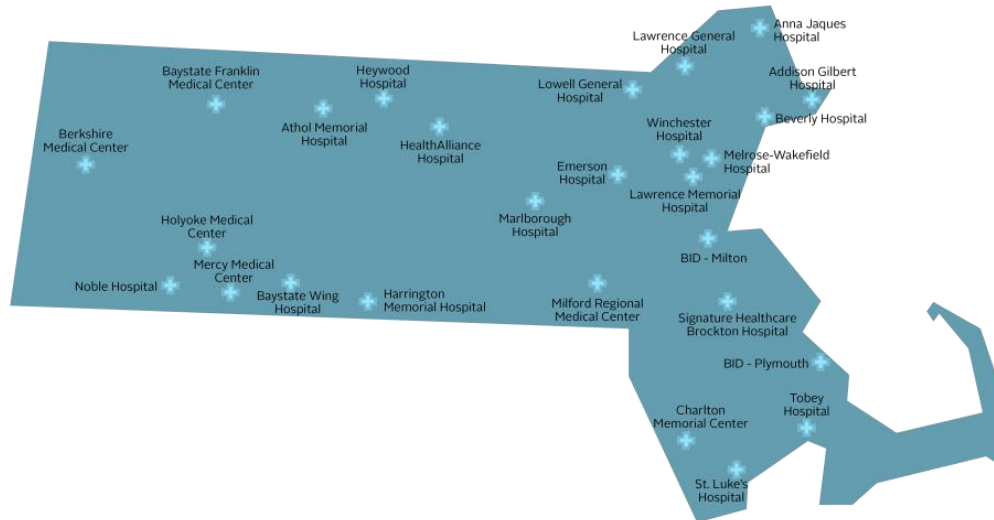 Anna Jaques
Hospital
Lawrence General
Hospital
Baystate Franklin
Medical Center
Heywood
Hospital
Lowell General
Hospital
Addison Gilbert
Hospital
Beverly Hospital
Athol Memorial
Hospital
Winchester
Hospital
Berkshire
Medical Center
HealthAlliance
Hospital
Melrose-Wakefield
Hospital
Emerson
Hospital
Lawrence Memorial
Hospital
Marlborough
Hospital
Holyoke Medical
Center
BID - Milton
Mercy Medical
Center
Noble Hospital
Baystate Wing
Hospital
Harrington
Memorial Hospital
Milford Regional
Medical Center
Signature Healthcare
Brockton Hospital
BID - Plymouth
Tobey
Hospital
Charlton
Memorial Center
St. Luke's
Hospital